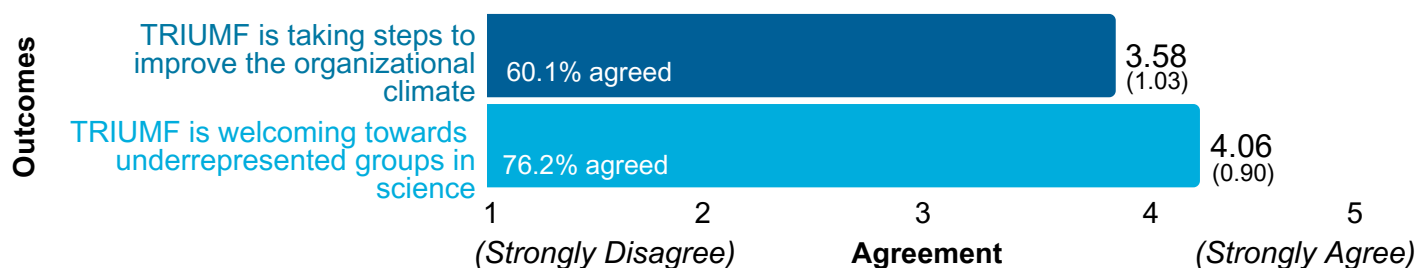 Outcomes
TRIUMF is taking steps to
improve the organizational
climate
60.1% agreed
3.58
(1.03)
TRIUMF is welcoming towards
underrepresented groups in
science
76.2% agreed
4.06
(0.90)
1 2 3 4 5
(Strongly Disagree) Agreement (Strongly Agree)